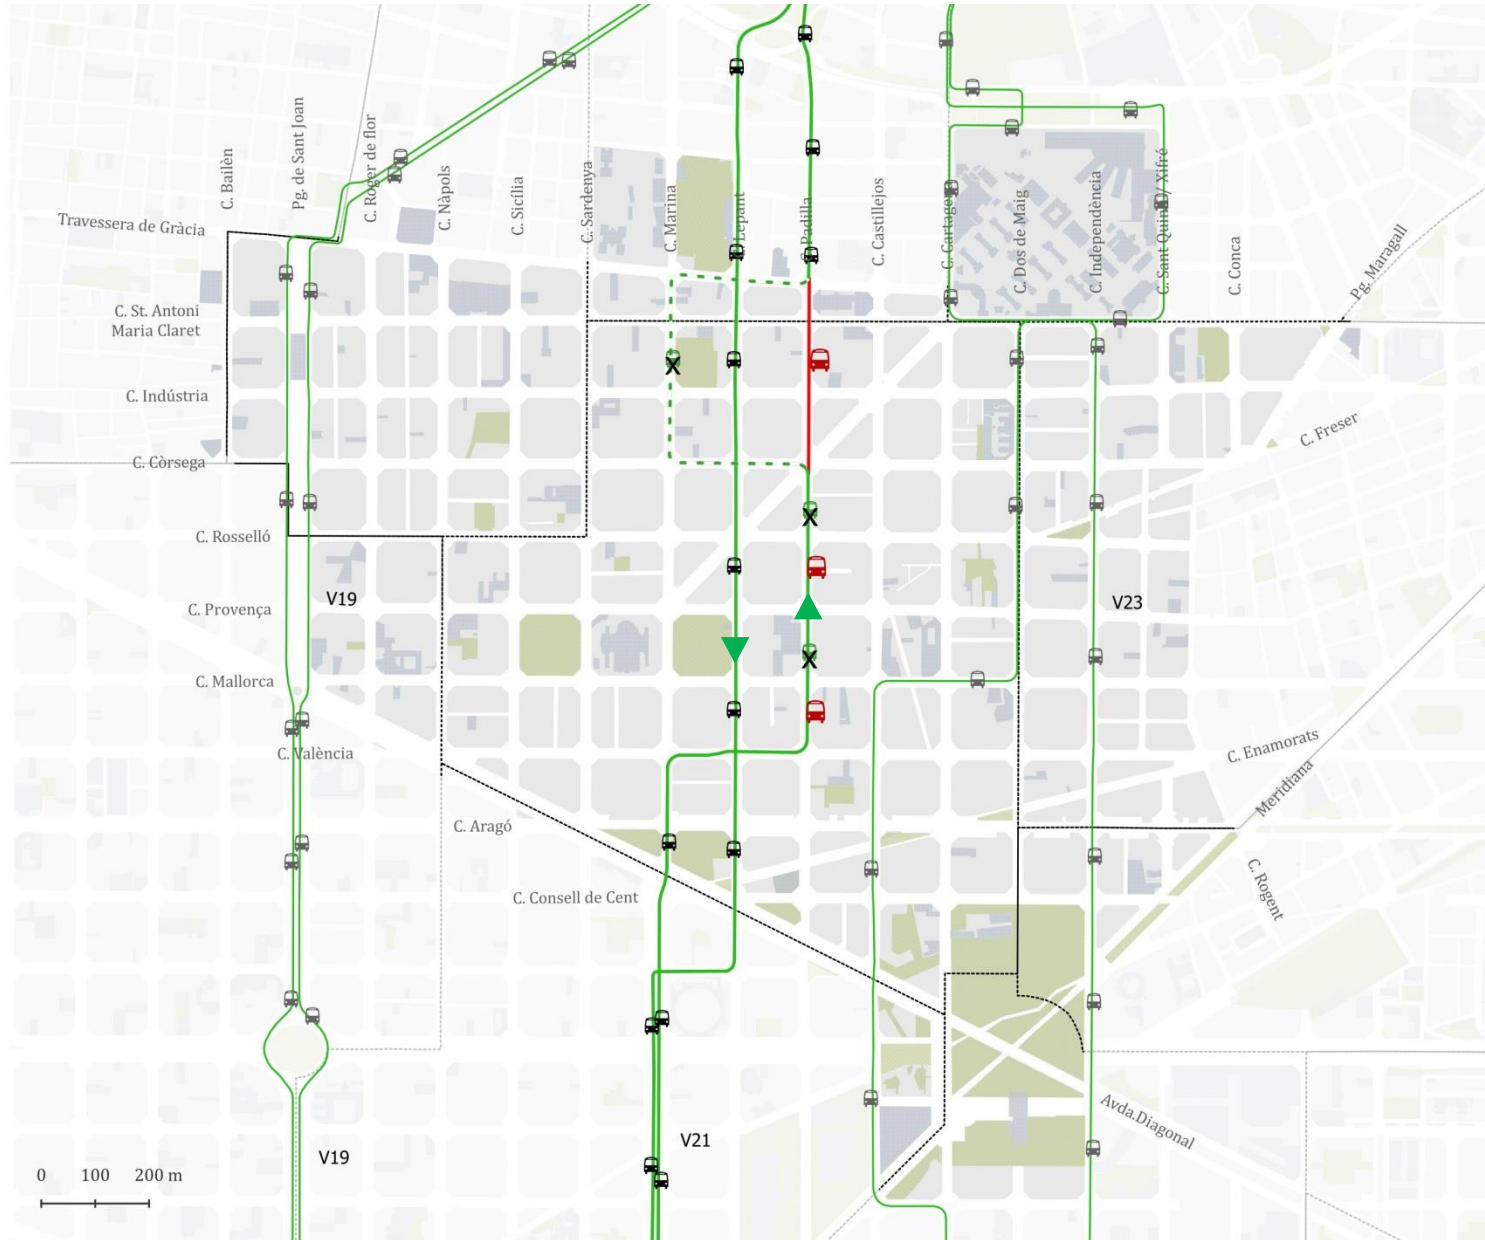 C. Bailèn
Pg. de Sant Joan
C. Roger de flor
C. Nàpols
C. Sicília
C. Sardenya
C. Marina
C. Lepant
C. Padilla
C. Castillejos
C. Cartagena
C. Dos de Maig
C. Independència
C. Sant Quintí / Xifré
C. Conca
Pg. Maragall
Travessera de Gràcia
C. St. Antoni
Maria Claret
C. Indústria
C. Freser
C. Còrsega
C. Rosselló
C. Provença
V19
V23
C. Mallorca
C. València
C. Enamorats
Meridiana
C. Aragó
C. Rogent
C. Consell de Cent
X
X
X
Avda.Diagonal
V21
V19
0 100 200 m